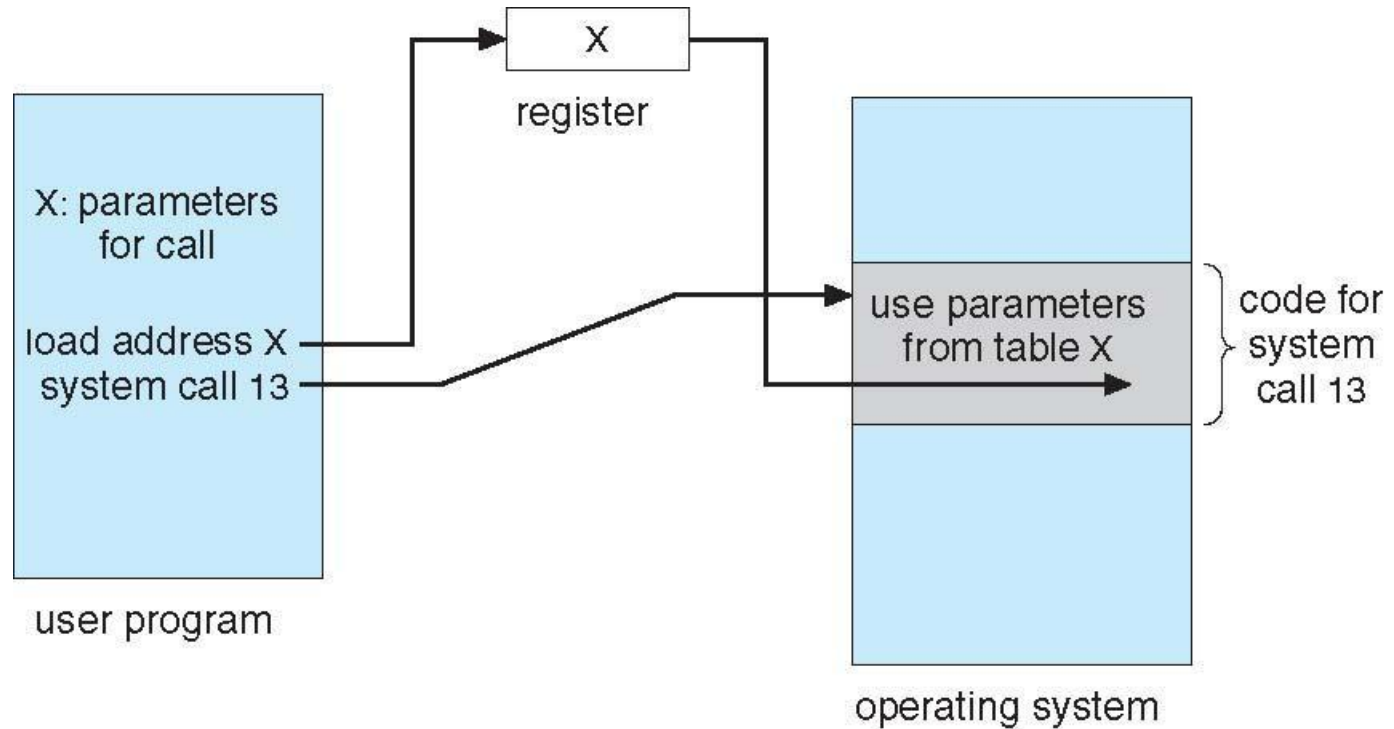 X
register
X: parameters
for call
load address X
system call 13
user program
use parameters
from table X
code for
system
call 13
operating system